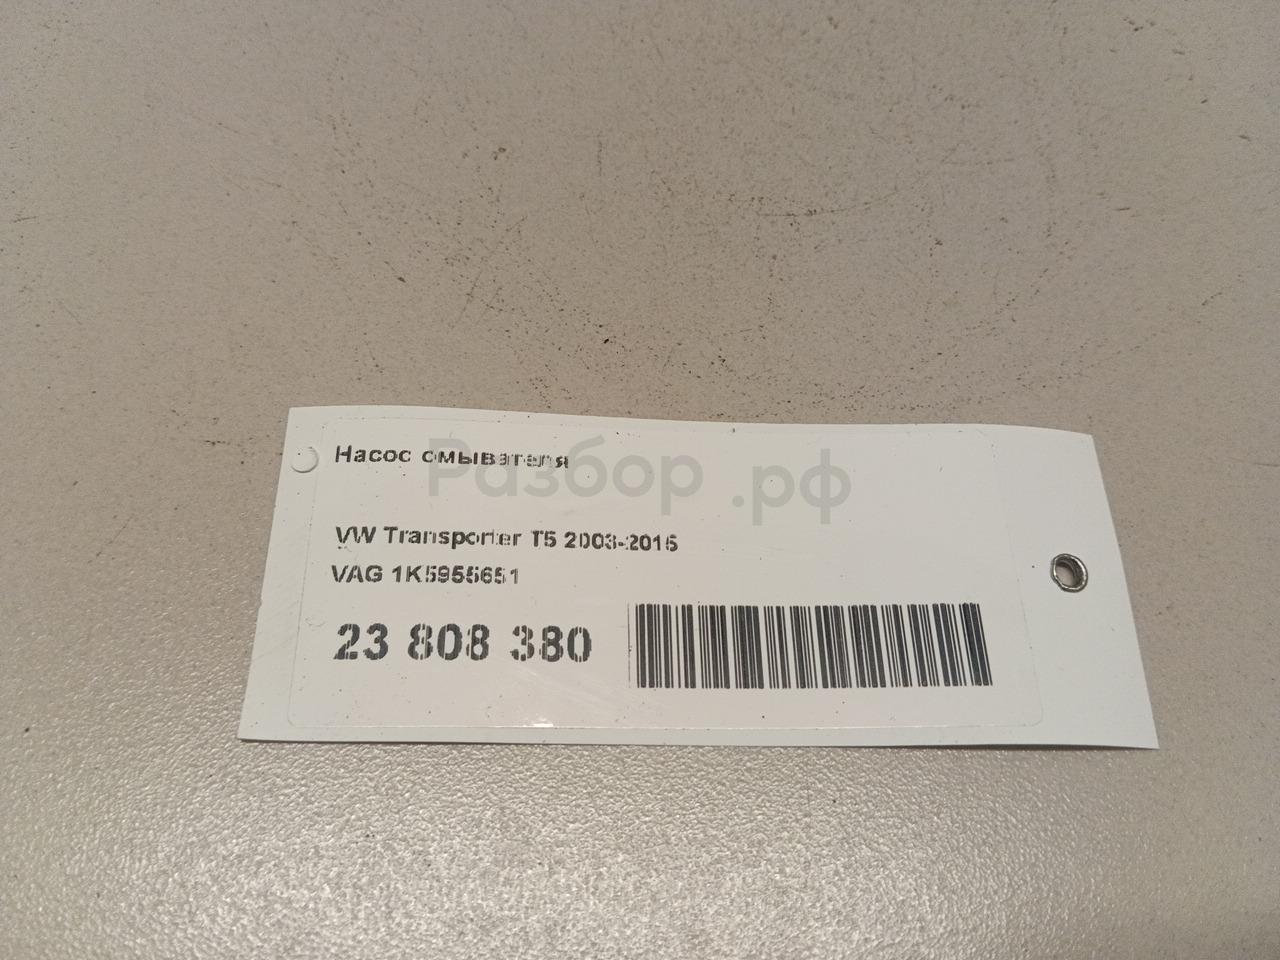 Насос омывателя
Разбор.рф
VW Transporter T5 2003-2015
VAG 1K5955651
23 808 380